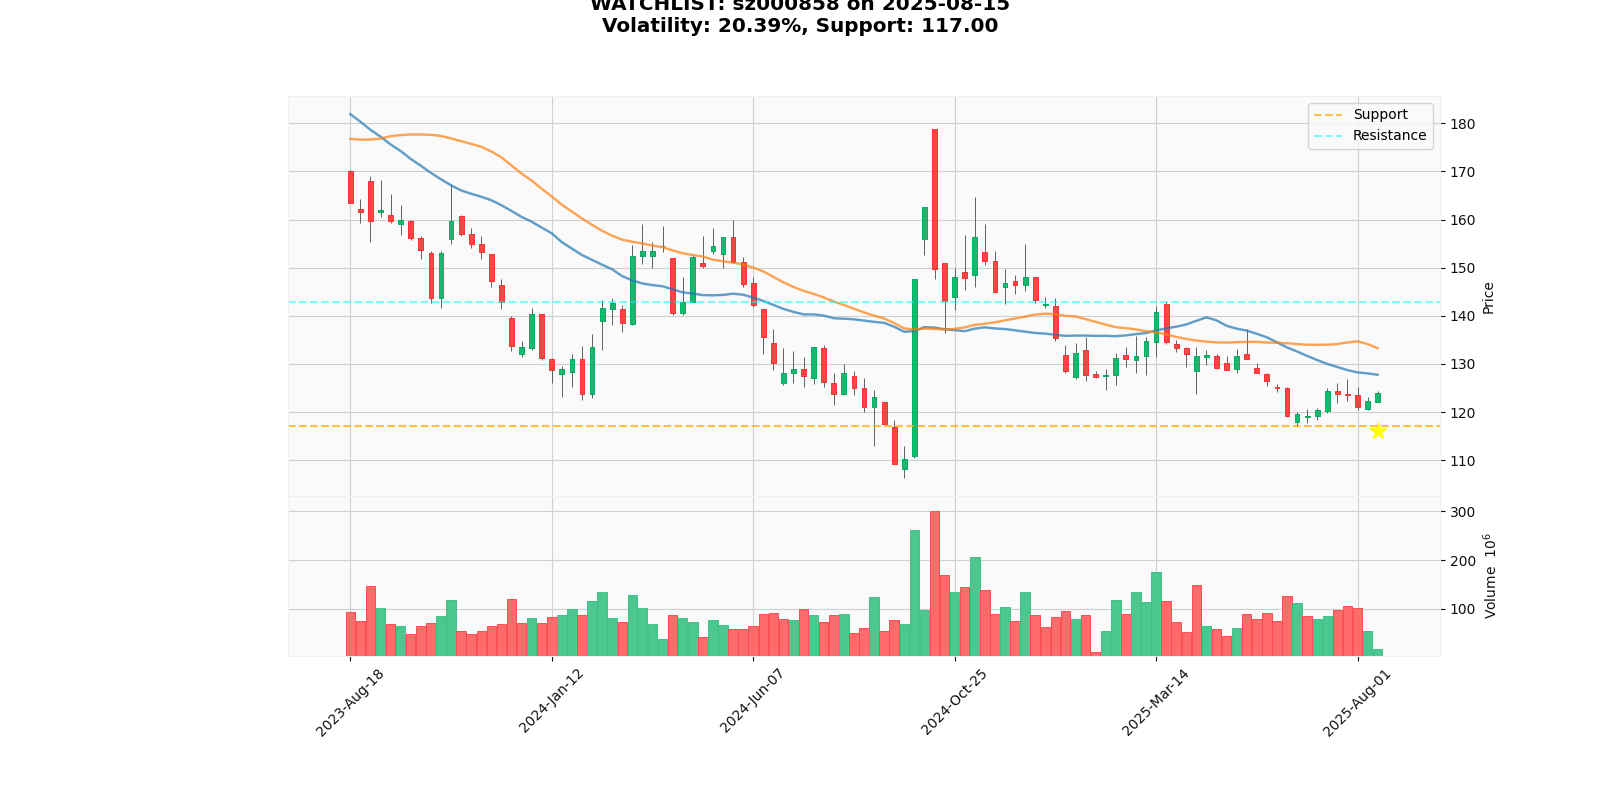 WATCHLIST: sz000858 on 2025-08-15
Volatility: 20.39%, Support: 117.00
Support
Resistance
180
170
160
150
140
130
120
110
Price
300
200
100
Volume 10⁶
2023-Aug-18
2024-Jan-12
2024-Jun-07
2024-Oct-25
2025-Mar-14
2025-Aug-01